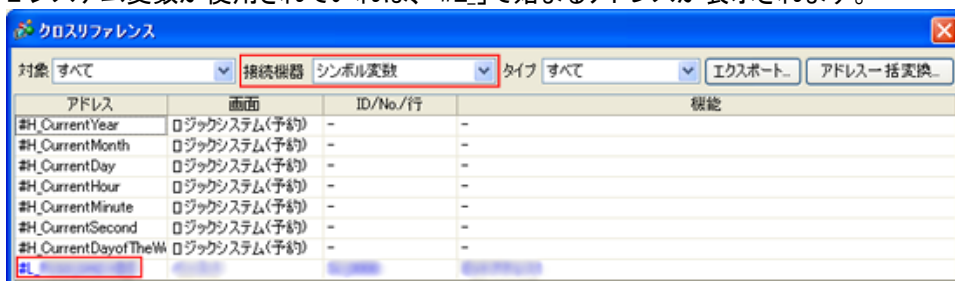 クロスリファレンス
対象 すべて 接続機器 シンボル変数 タイプ すべて エクスポート... アドレス一括変換...
アドレス 画面 ID/No./行 機能
#H_CurrentYear ロジックシステム(予約) - -
#H_CurrentMonth ロジックシステム(予約) - -
#H_CurrentDay ロジックシステム(予約) - -
#H_CurrentHour ロジックシステム(予約) - -
#H_CurrentMinute ロジックシステム(予約) - -
#H_CurrentSecond ロジックシステム(予約) - -
#H_CurrentDayofTheW ロジックシステム(予約) - -
#L_